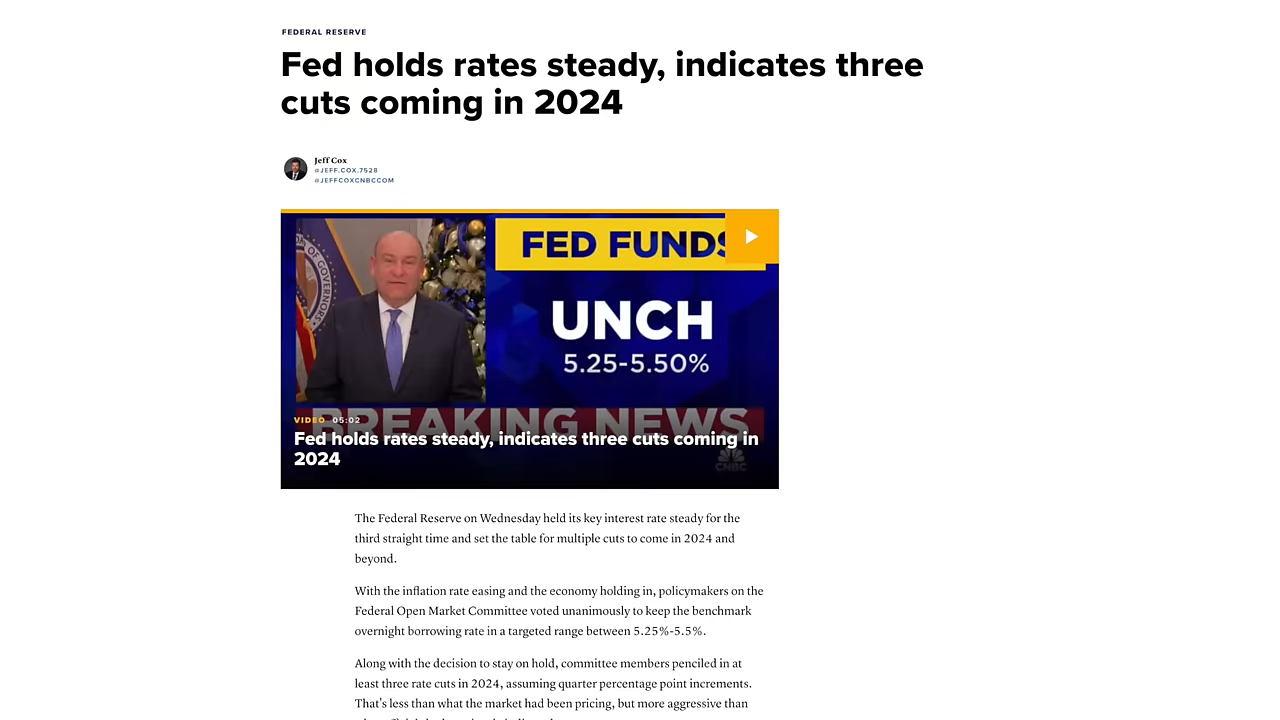 FEDERAL RESERVE
Fed holds rates steady, indicates three
cuts coming in 2024
Jeff Cox
@JEFF.COX.7528
@JEFFCOXCNBCCOM
OF GOVERNORS
FED FUNDS
UNCH
5.25-5.50%
BREAKING NEWS
VIDEO 05:02
Fed holds rates steady, indicates three cuts coming in
2024
CNBC
The Federal Reserve on Wednesday held its key interest rate steady for the
third straight time and set the table for multiple cuts to come in 2024 and
beyond.
With the inflation rate easing and the economy holding in, policymakers on the
Federal Open Market Committee voted unanimously to keep the benchmark
overnight borrowing rate in a targeted range between 5.25%-5.5%.
Along with the decision to stay on hold, committee members penciled in at
least three rate cuts in 2024, assuming quarter percentage point increments.
That's less than what the market had been pricing, but more aggressive than